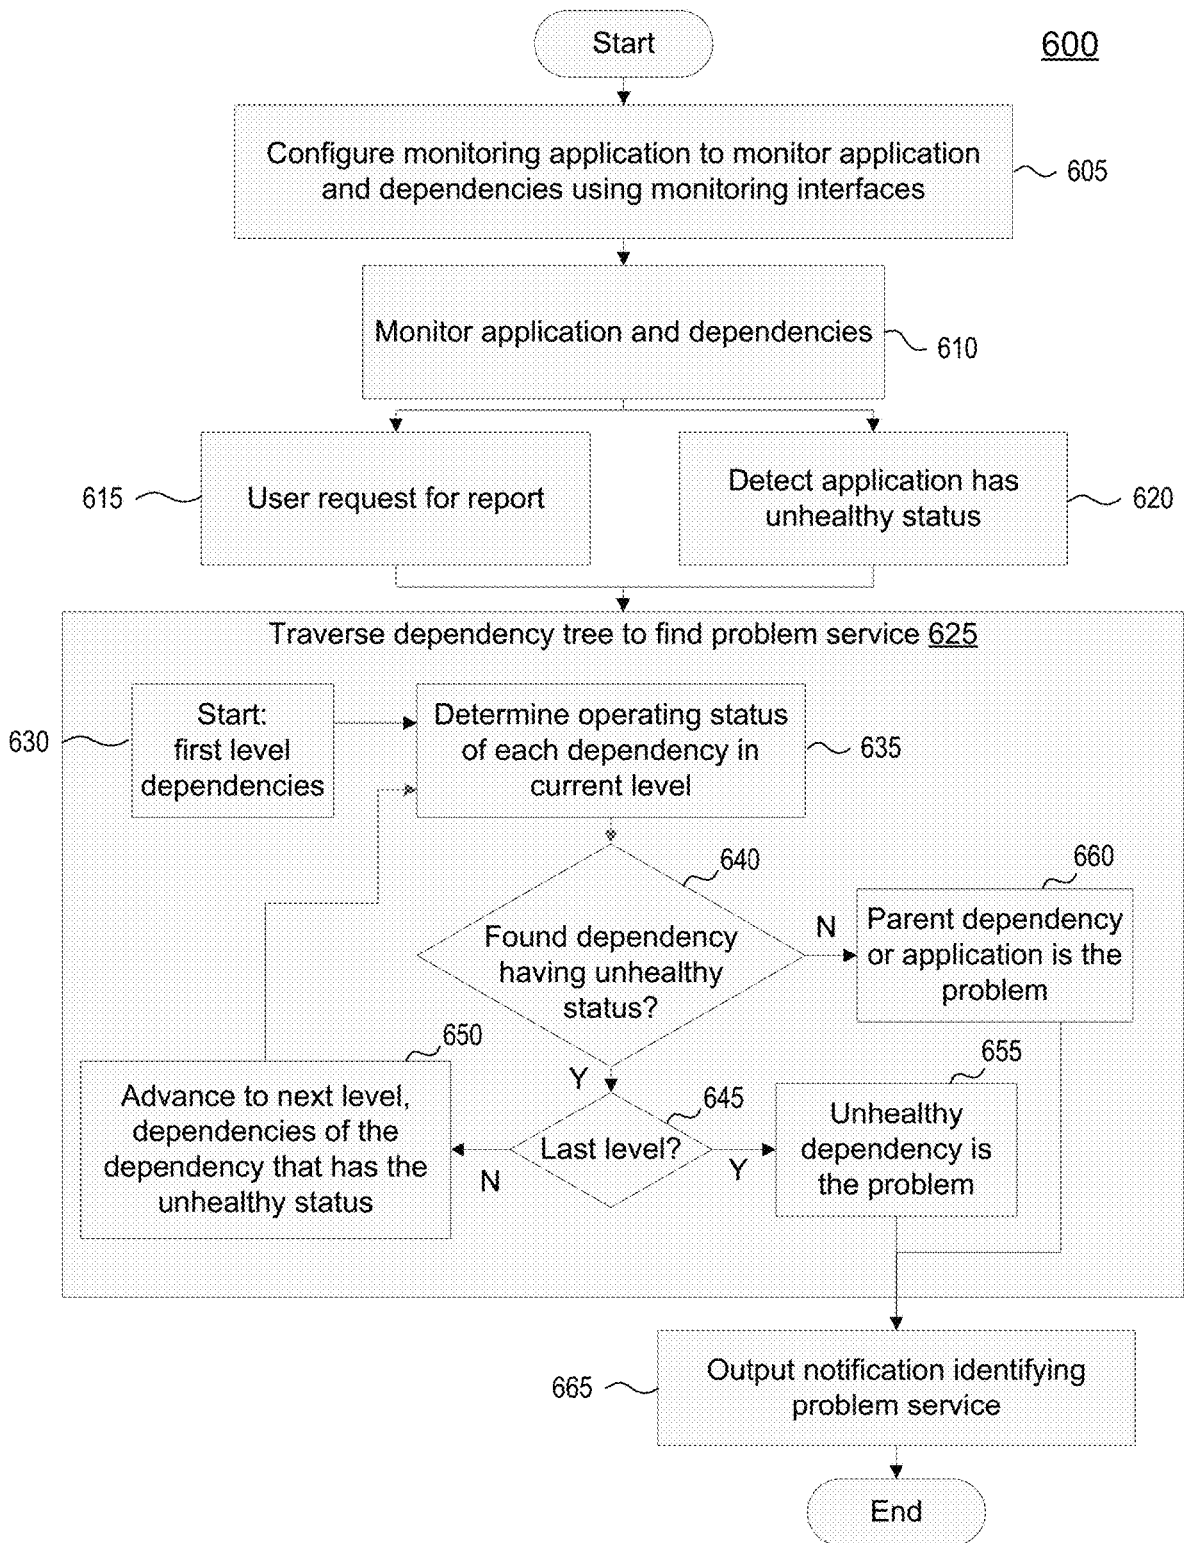 Start
600
Configure monitoring application to monitor application
and dependencies using monitoring interfaces
605
Monitor application and dependencies
610
615
User request for report
Detect application has
unhealthy status
620
Traverse dependency tree to find problem service 625
630
Start:
first level
dependencies
Determine operating status
of each dependency in
current level
635
640
Found dependency
having unhealthy
status?
N
660
Parent dependency
or application is the
problem
Y
650
Advance to next level,
dependencies of the
dependency that has the
unhealthy status
N
645
Last level?
Y
655
Unhealthy
dependency is
the problem
665
Output notification identifying
problem service
End